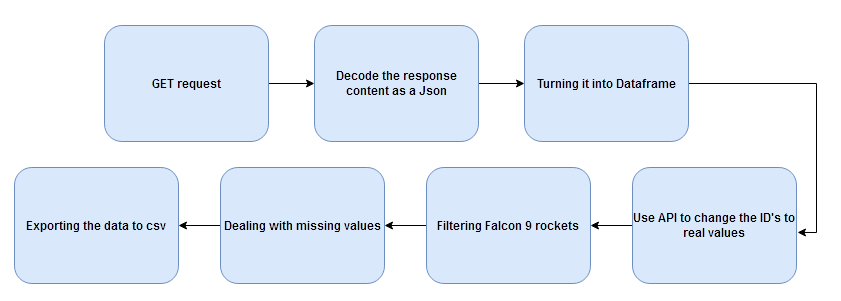 GET request
Decode the response
content as a Json
Turning it into Dataframe
Use API to change the ID's to
real values
Filtering Falcon 9 rockets
Dealing with missing values
Exporting the data to csv